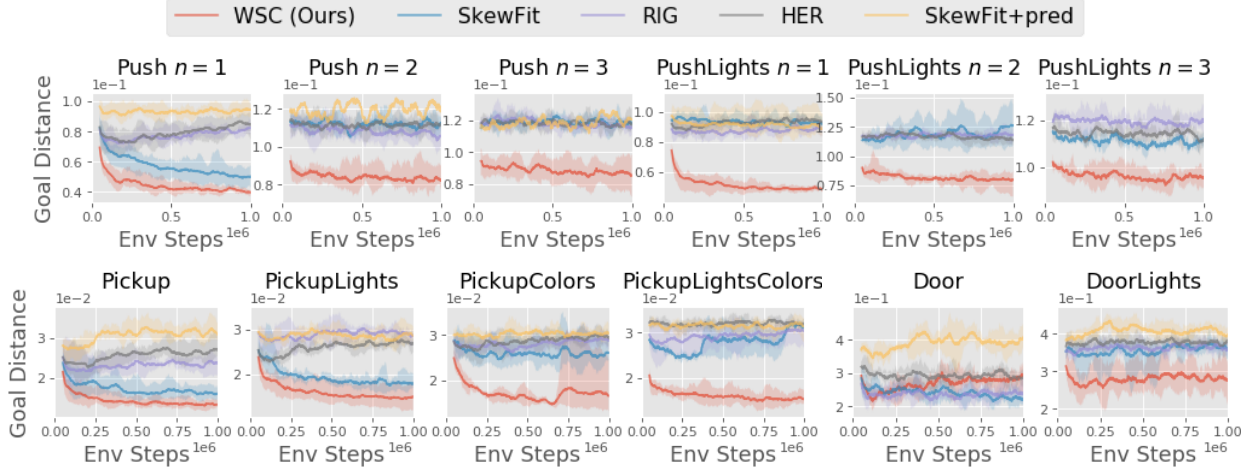 WSC (Ours) SkewFit RIG HER SkewFit+pred
Push n = 1 Push n = 2 Push n = 3 PushLights n = 1 PushLights n = 2 PushLights n = 3
1e−1 1e−1 1e−1 1e−1 1e−1 1e−1
Goal Distance
1.0 0.8 0.6 0.4
1.2 1.0 0.8
1.2 1.0 0.8
1.0 0.8 0.6
1.50 1.25 1.00 0.75
1.2 1.0
0.0 0.5 1.0 0.0 0.5 1.0 0.0 0.5 1.0 0.0 0.5 1.0 0.0 0.5 1.0 0.0 0.5 1.0
Env Steps 1e6 Env Steps 1e6 Env Steps 1e6 Env Steps 1e6 Env Steps 1e6 Env Steps 1e6
Pickup PickupLights PickupColors PickupLightsColors Door DoorLights
1e−2 1e−2 1e−2 1e−2 1e−1 1e−1
Goal Distance
3 2
3 2
3 2
3 2
4 3 2
4 3 2
0.00 0.25 0.50 0.75 1.00 0.00 0.25 0.50 0.75 1.00 0.00 0.25 0.50 0.75 1.00 0.00 0.25 0.50 0.75 1.00 0.00 0.25 0.50 0.75 1.00 0.00 0.25 0.50 0.75 1.00
Env Steps 1e6 Env Steps 1e6 Env Steps 1e6 Env Steps 1e6 Env Steps 1e6 Env Steps 1e6